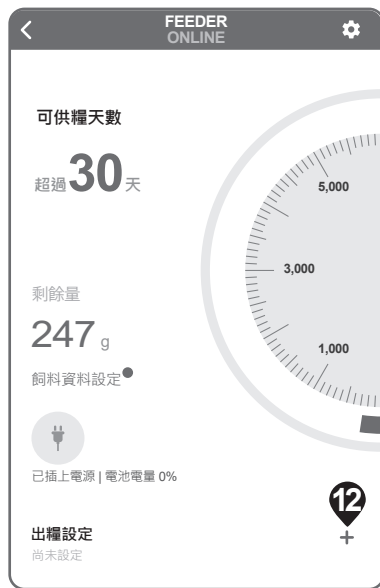 FEEDER
ONLINE
可供糧天數
超過30天
5,000
3,000
剩餘量
247 g
1,000
飼料資料設定
已插上電源 | 電池電量 0%
12
出糧設定
+
尚未設定